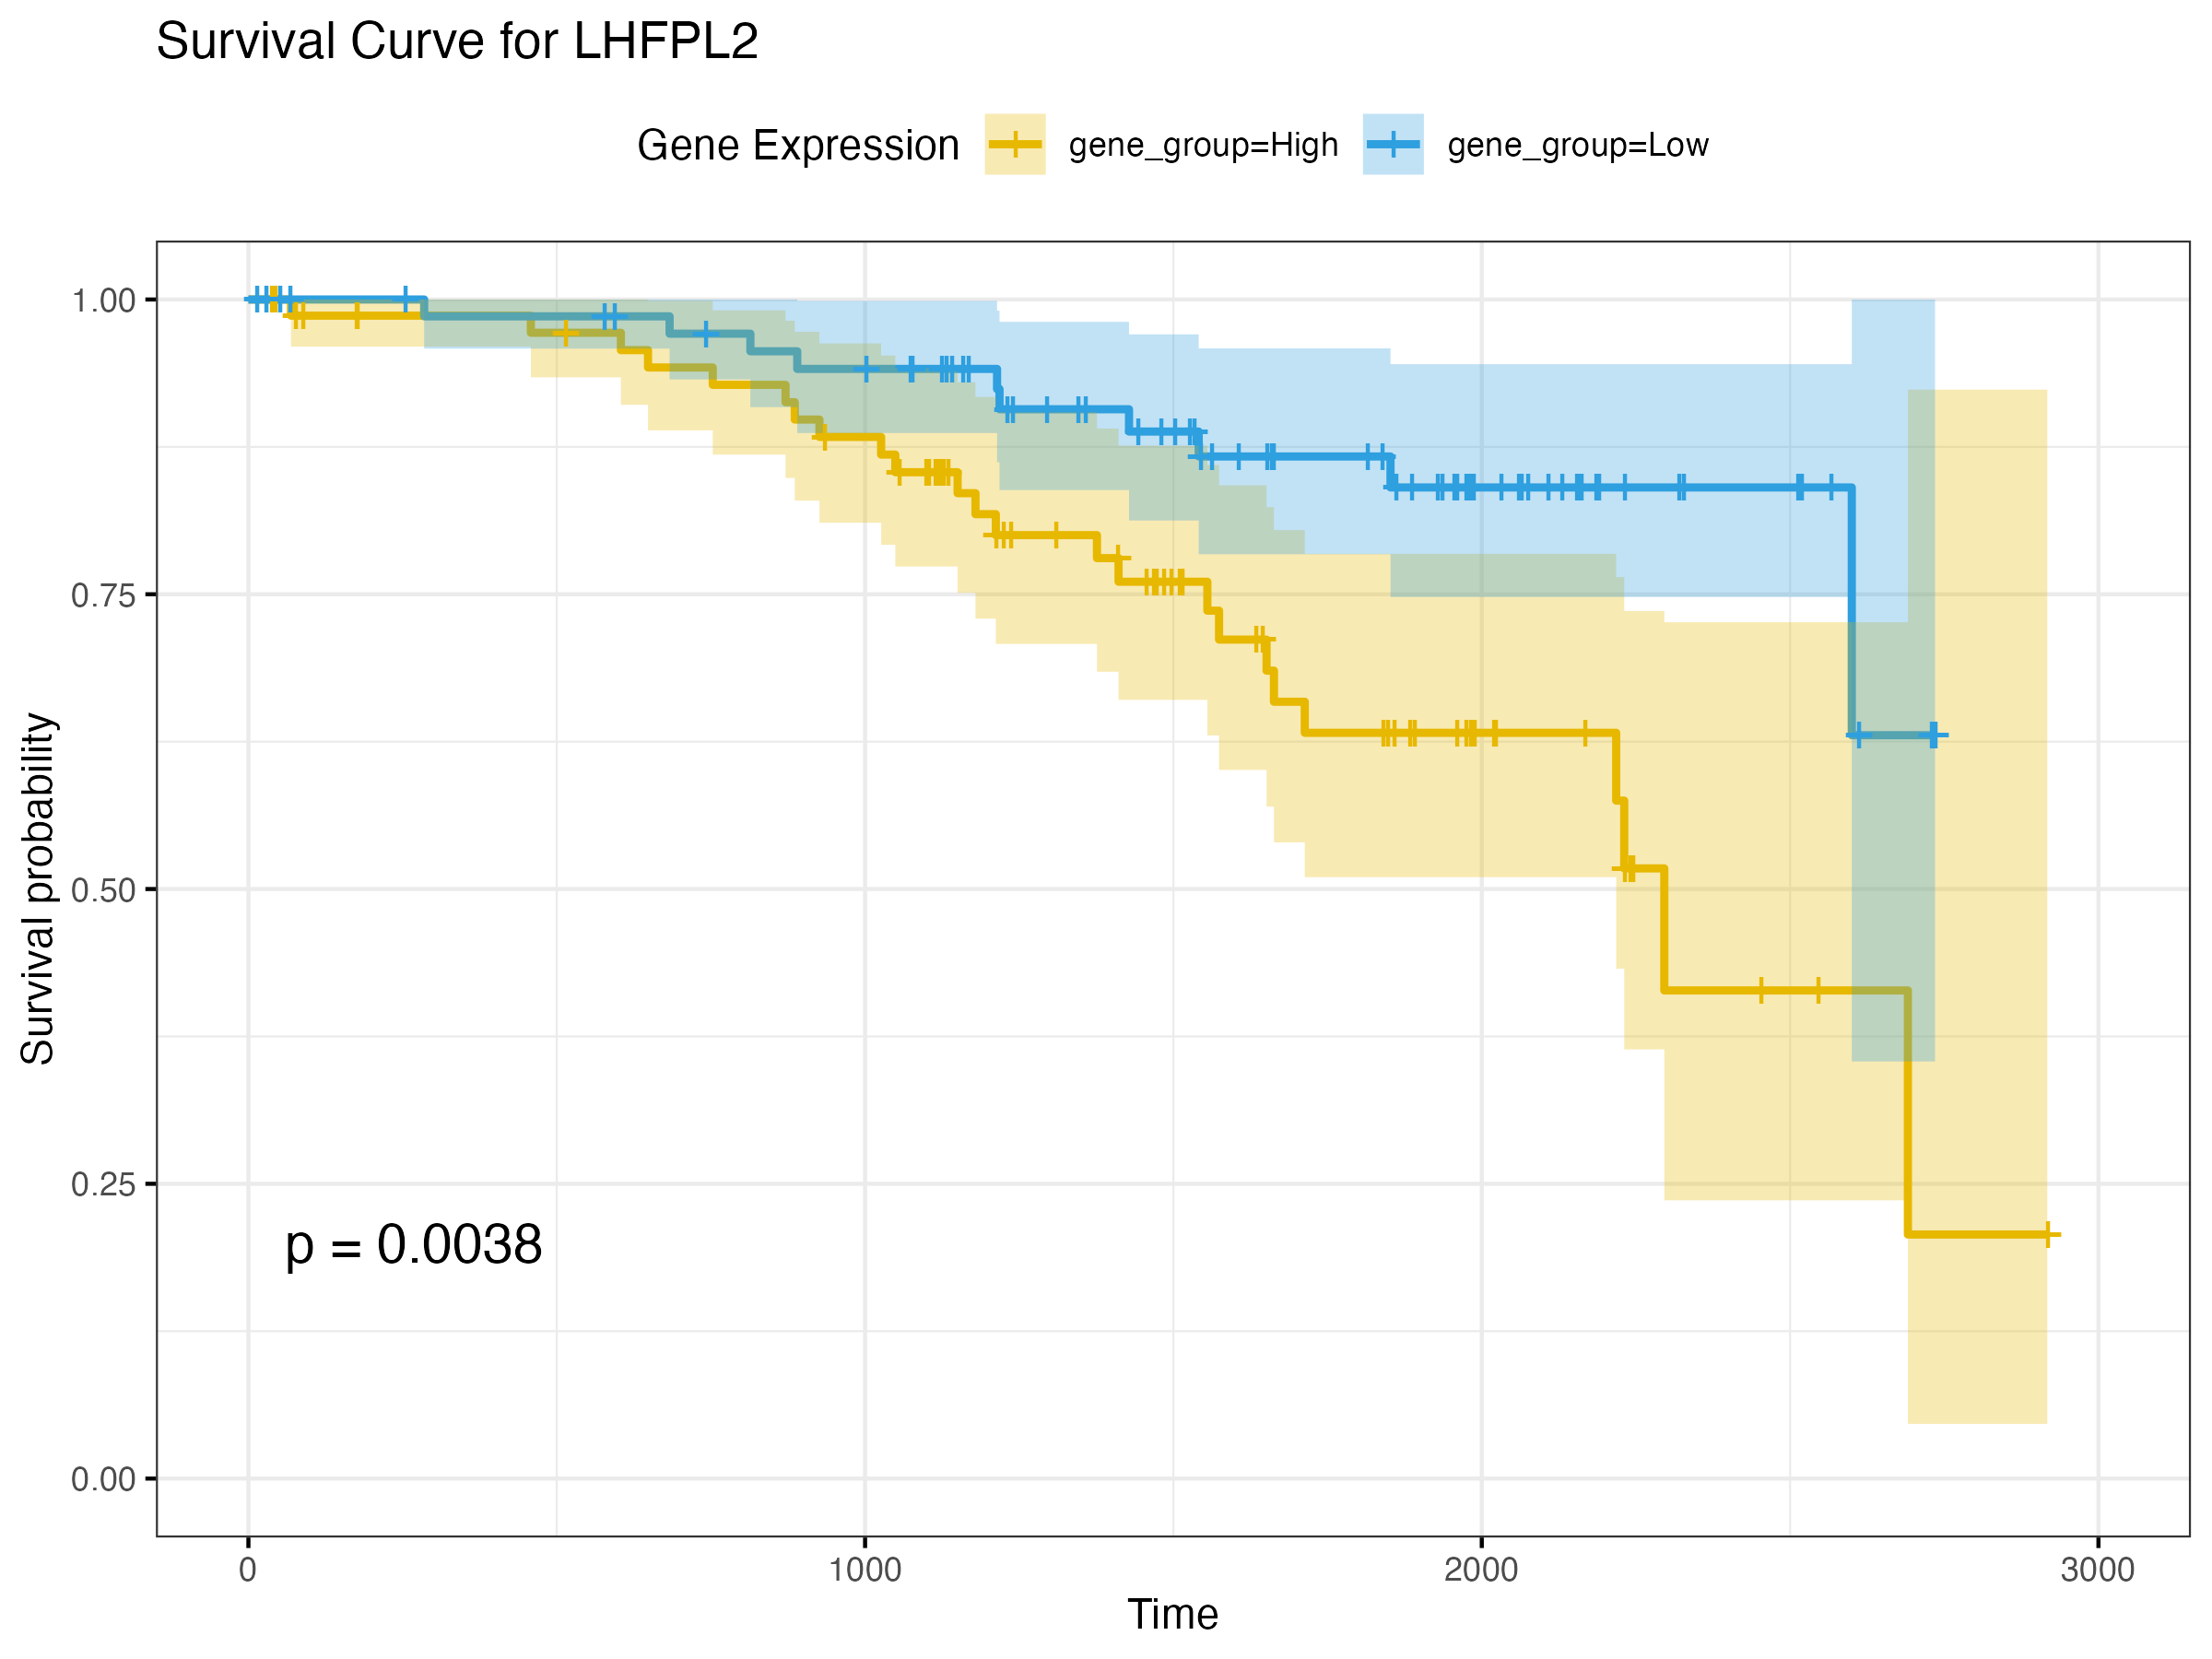 Survival Curve for LHFPL2
Gene Expression gene_group=High gene_group=Low
1.00
0.75
0.50
0.25
0.00
Survival probability
p = 0.0038
0 1000 2000 3000
Time